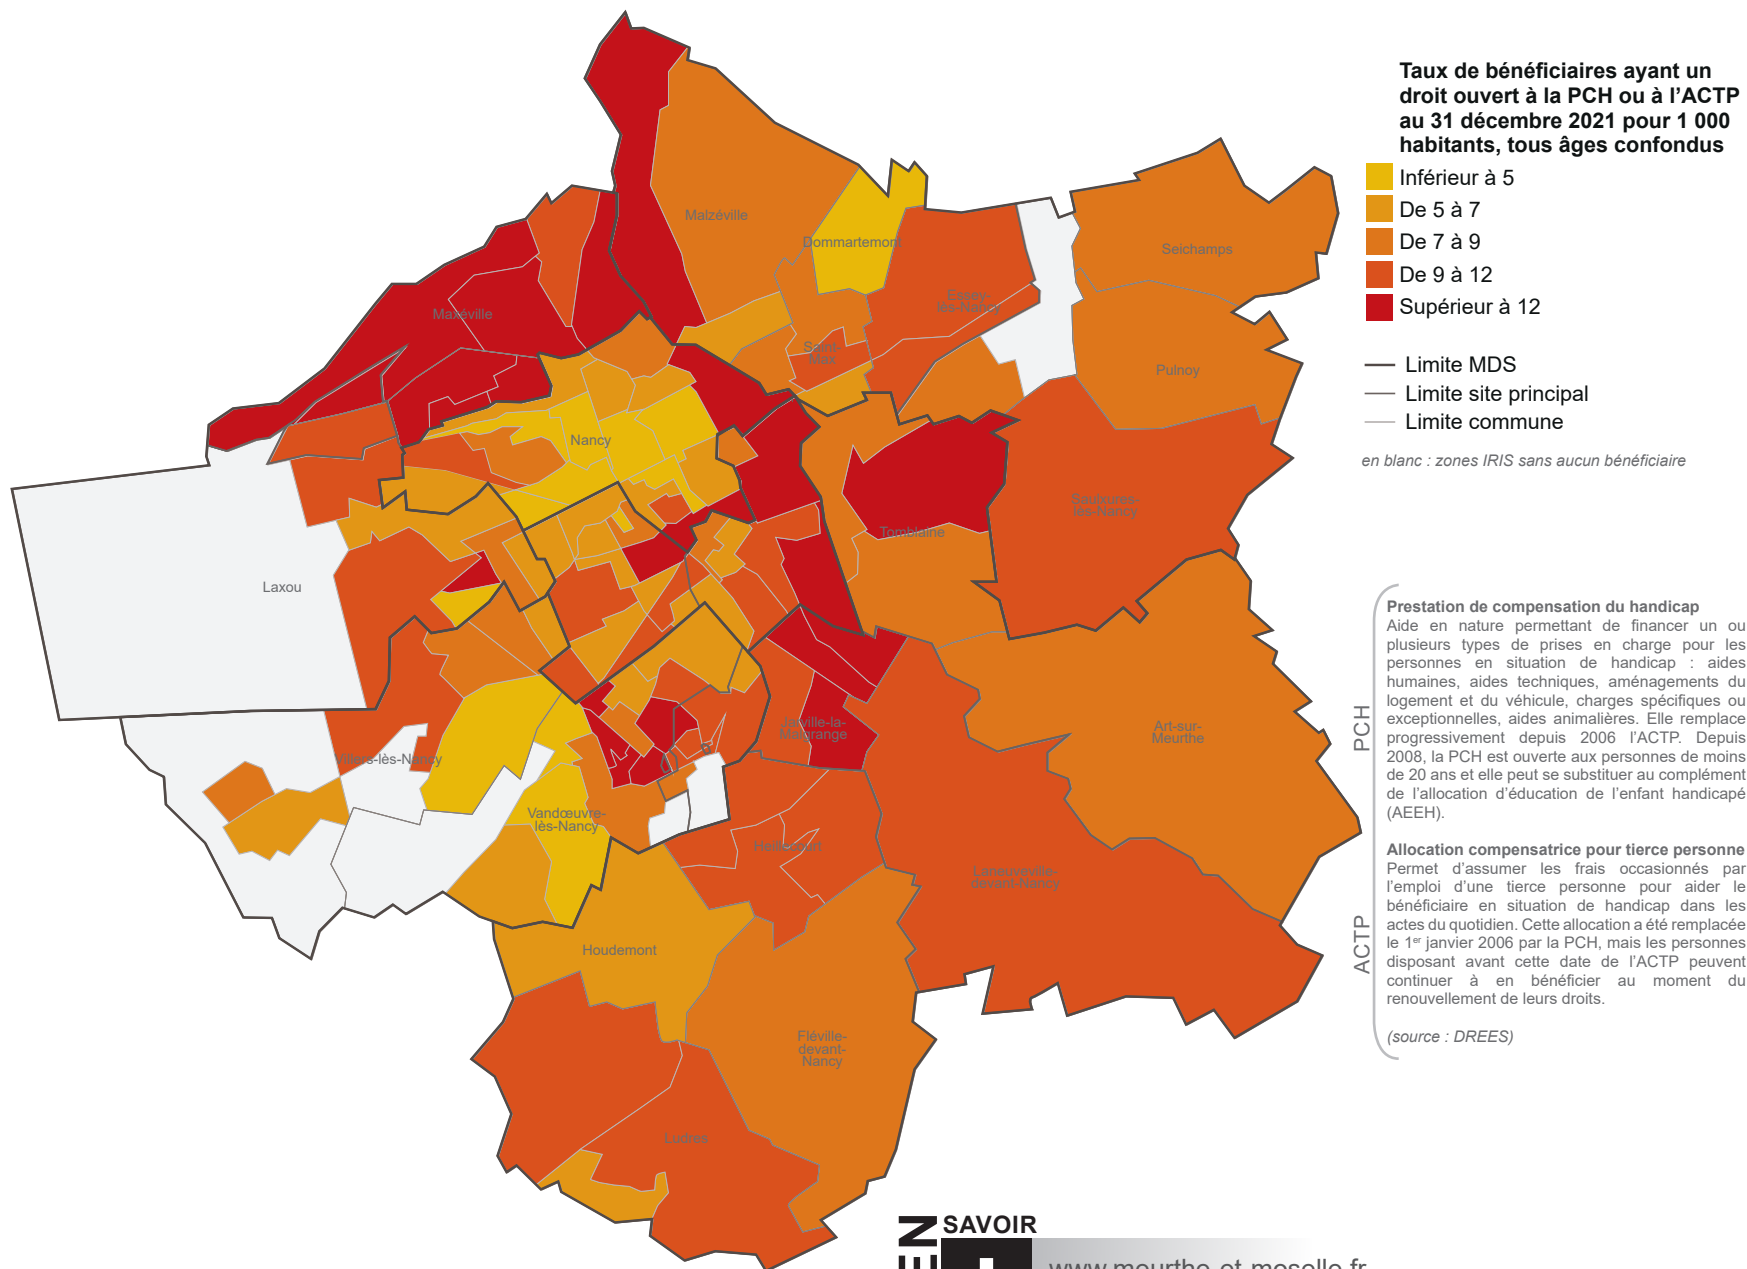 Taux de bénéficiaires ayant un
droit ouvert à la PCH ou à l'ACTP
au 31 décembre 2021 pour 1 000
habitants, tous âges confondus
Inférieur à 5
De 5 à 7
De 7 à 9
De 9 à 12
Supérieur à 12
Limite MDS
Limite site principal
Limite commune
en blanc : zones IRIS sans aucun bénéficiaire
Malzéville
Dommartemont
Seichamps
Essey-
lès-Nancy
Maxéville
Saint-
Max
Pulnoy
Nancy
Saulxures-
lès-Nancy
Tomblaine
Laxou
Jarville-la-
Malgrange
Art-sur-
Meurthe
Villers-lès-Nancy
Vandœuvre-
lès-Nancy
Heillecourt
Laneuveville-
devant-Nancy
Houdemont
Fléville-
devant-
Nancy
Ludres
PCH
Prestation de compensation du handicap
Aide en nature permettant de financer un ou
plusieurs types de prises en charge pour les
personnes en situation de handicap : aides
humaines, aides techniques, aménagements du
logement et du véhicule, charges spécifiques ou
exceptionnelles, aides animalières. Elle remplace
progressivement depuis 2006 l'ACTP. Depuis
2008, la PCH est ouverte aux personnes de moins
de 20 ans et elle peut se substituer au complément
de l'allocation d'éducation de l'enfant handicapé
(AEEH).
ACTP
Allocation compensatrice pour tierce personne
Permet d'assumer les frais occasionnés par
l'emploi d'une tierce personne pour aider le
bénéficiaire en situation de handicap dans les
actes du quotidien. Cette allocation a été remplacée
le 1er janvier 2006 par la PCH, mais les personnes
disposant avant cette date de l'ACTP peuvent
continuer à en bénéficier au moment du
renouvellement de leurs droits.
(source : DREES)
EN
SAVOIR
www.meurthe-et-moselle.fr